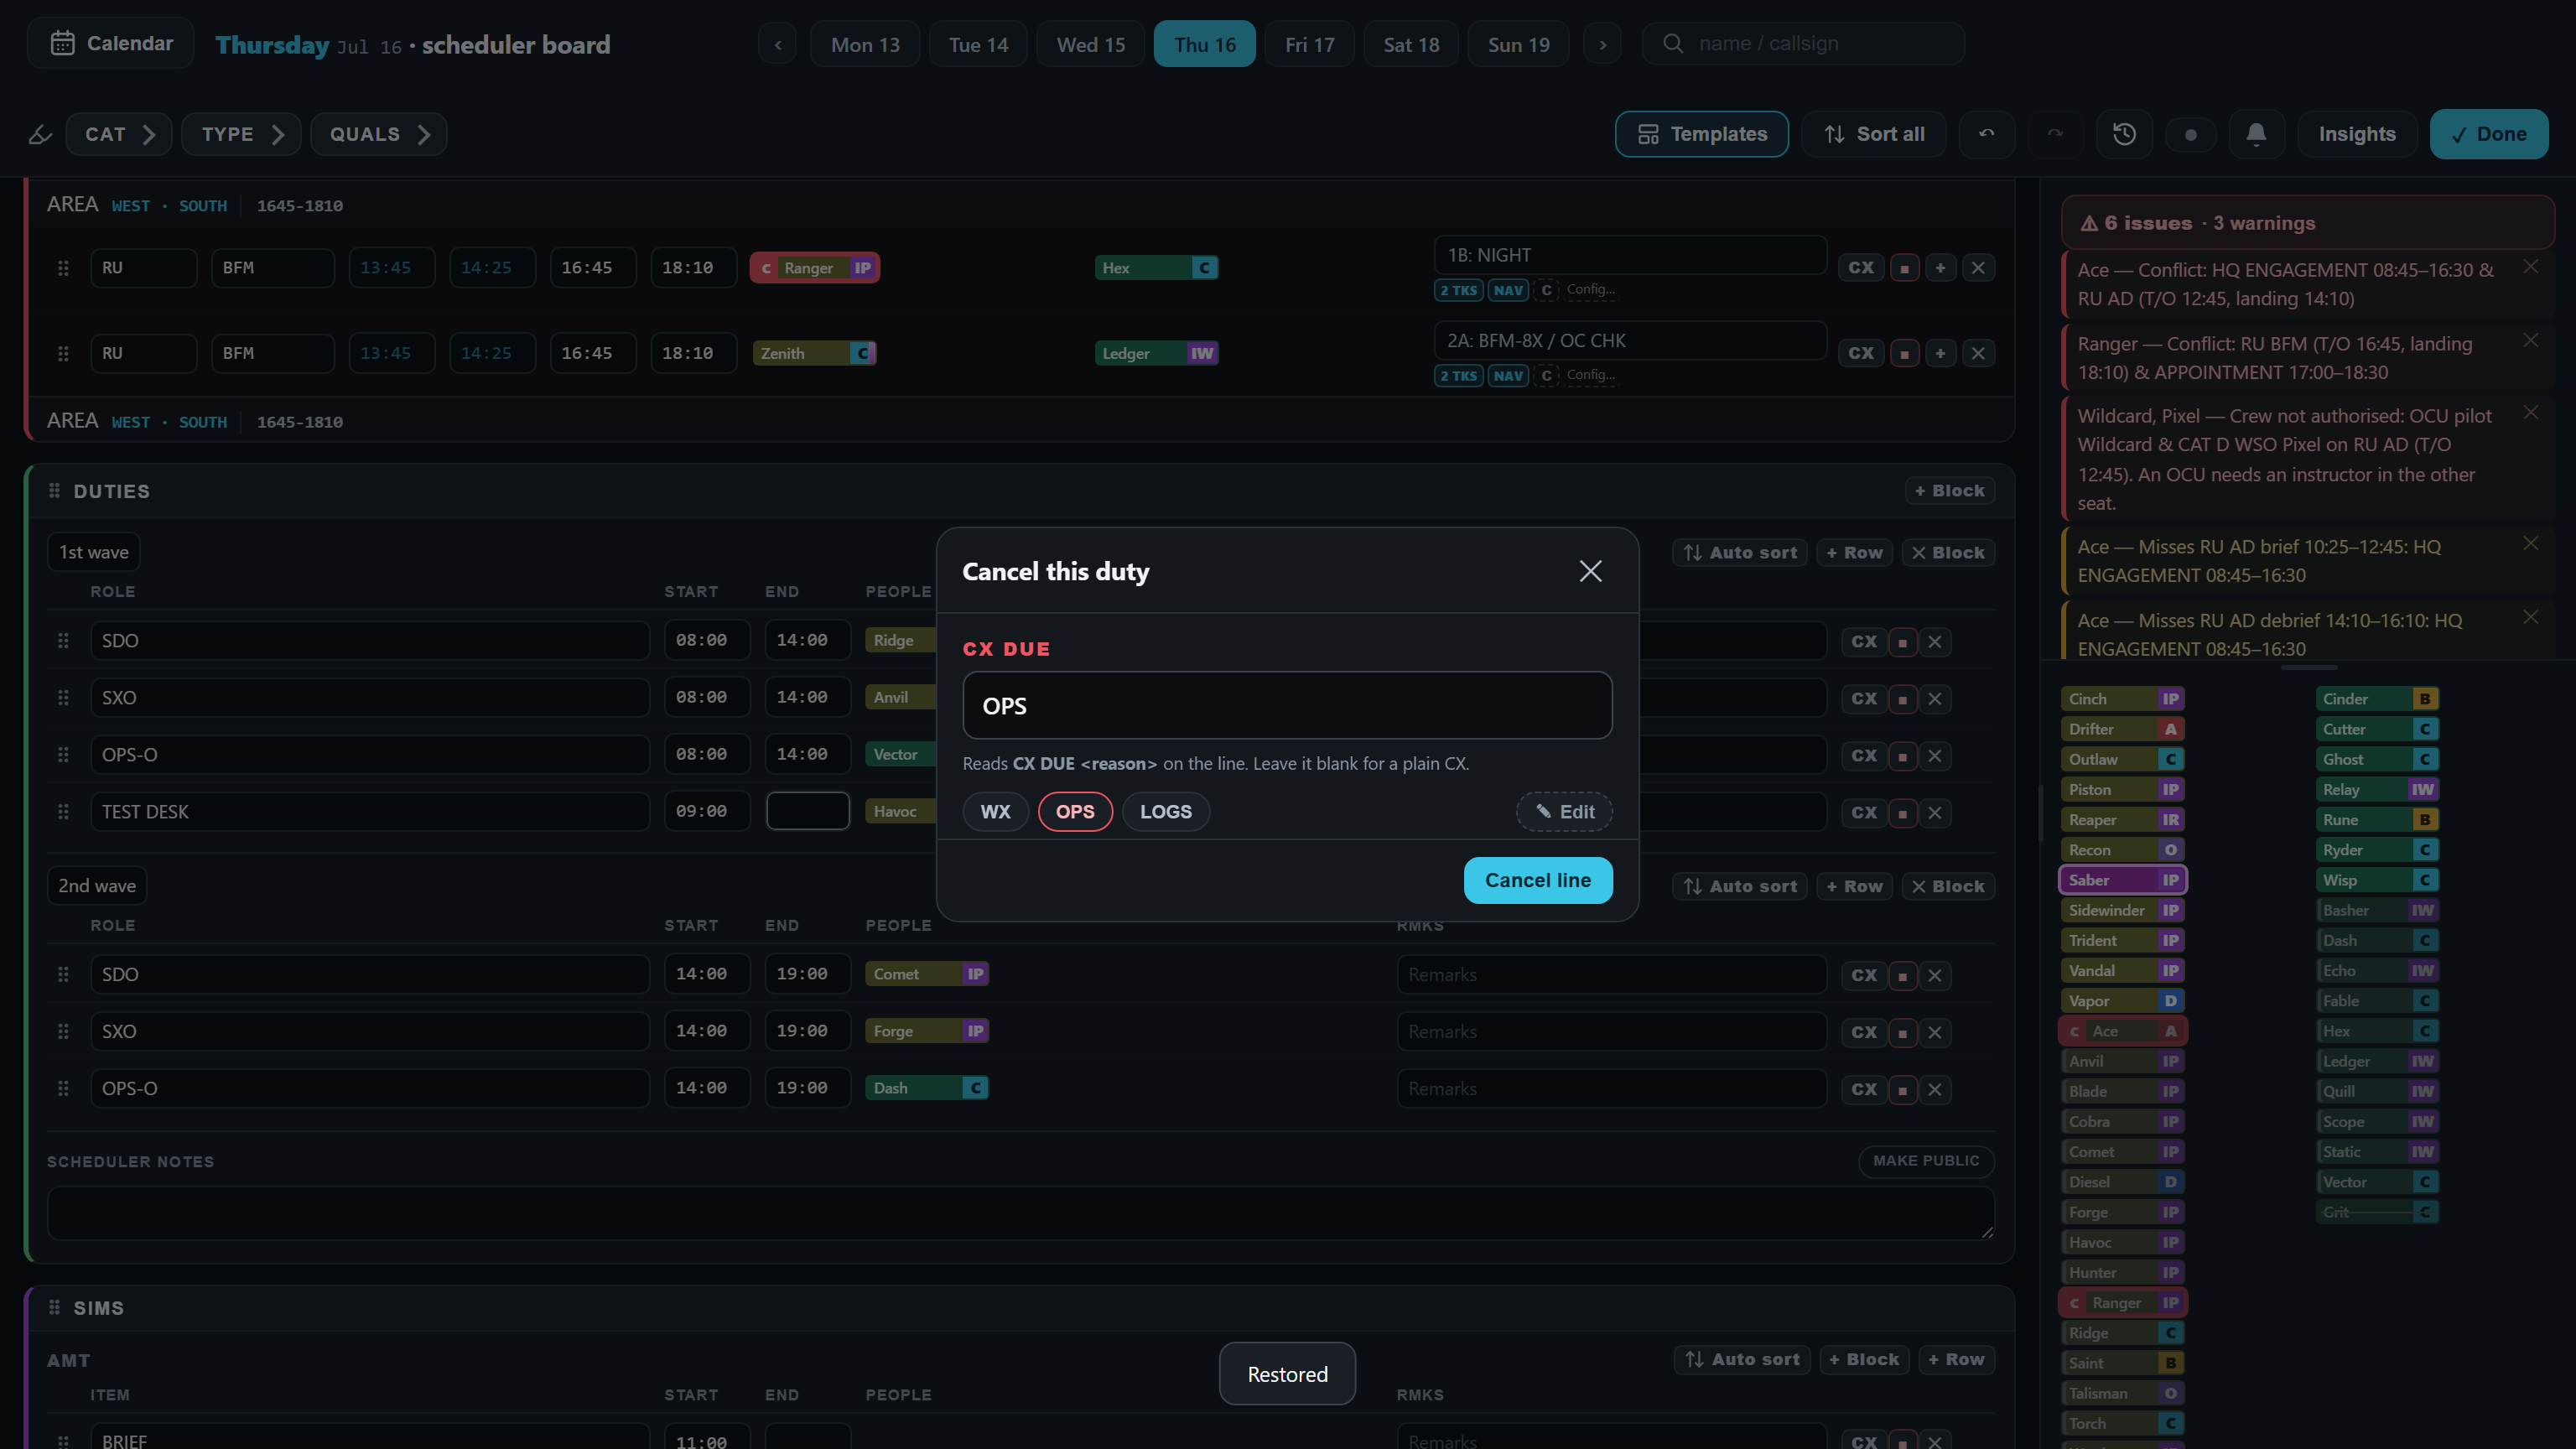 Calendar
Thursday Jul 16 • scheduler board
‹ Mon 13 Tue 14 Wed 15 Thu 16 Fri 17 Sat 18 Sun 19 ›
name / callsign
CAT TYPE QUALS
Templates Sort all Insights ✓ Done
AREA WEST · SOUTH 1645-1810
RU BFM 13:45 14:25 16:45 18:10 C Ranger IP Hex C 1B: NIGHT CX + ✕
2 TKS NAV C Config...
RU BFM 13:45 14:25 16:45 18:10 Zenith C Ledger IW 2A: BFM-8X / OC CHK CX + ✕
2 TKS NAV C Config...
AREA WEST · SOUTH 1645-1810
DUTIES + Block
1st wave Auto sort + Row ✕ Block
ROLE START END PEOPLE
SDO 08:00 14:00 Ridge CX ✕
SXO 08:00 14:00 Anvil CX ✕
OPS-O 08:00 14:00 Vector CX ✕
TEST DESK 09:00 Havoc CX ✕
2nd wave Auto sort + Row ✕ Block
ROLE START END PEOPLE RMKS
SDO 14:00 19:00 Comet IP Remarks CX ✕
SXO 14:00 19:00 Forge IP Remarks CX ✕
OPS-O 14:00 19:00 Dash C Remarks CX ✕
SCHEDULER NOTES MAKE PUBLIC
SIMS
AMT Auto sort + Block + Row
ITEM START END PEOPLE RMKS
BRIEF 11:00 Remarks CX ✕
Cancel this duty
CX DUE
OPS
Reads CX DUE <reason> on the line. Leave it blank for a plain CX.
WX OPS LOGS Edit
Cancel line
Restored
⚠ 6 issues · 3 warnings
Ace — Conflict: HQ ENGAGEMENT 08:45–16:30 &
RU AD (T/O 12:45, landing 14:10)
Ranger — Conflict: RU BFM (T/O 16:45, landing
18:10) & APPOINTMENT 17:00–18:30
Wildcard, Pixel — Crew not authorised: OCU pilot
Wildcard & CAT D WSO Pixel on RU AD (T/O
12:45). An OCU needs an instructor in the other
seat.
Ace — Misses RU AD brief 10:25–12:45: HQ
ENGAGEMENT 08:45–16:30
Ace — Misses RU AD debrief 14:10–16:10: HQ
ENGAGEMENT 08:45–16:30
Cinch IP
Drifter A
Outlaw C
Piston IP
Reaper IR
Recon O
Saber IP
Sidewinder IP
Trident IP
Vandal IP
Vapor D
C Ace A
Anvil IP
Blade IP
Cobra IP
Comet IP
Diesel D
Forge IP
Havoc IP
Hunter IP
C Ranger IP
Ridge C
Saint B
Talisman O
Torch C
Cinder B
Cutter C
Ghost C
Relay IW
Rune B
Ryder C
Wisp C
Basher IW
Dash C
Echo IW
Fable C
Hex C
Ledger IW
Quill IW
Scope IW
Static IW
Vector C
Grit C